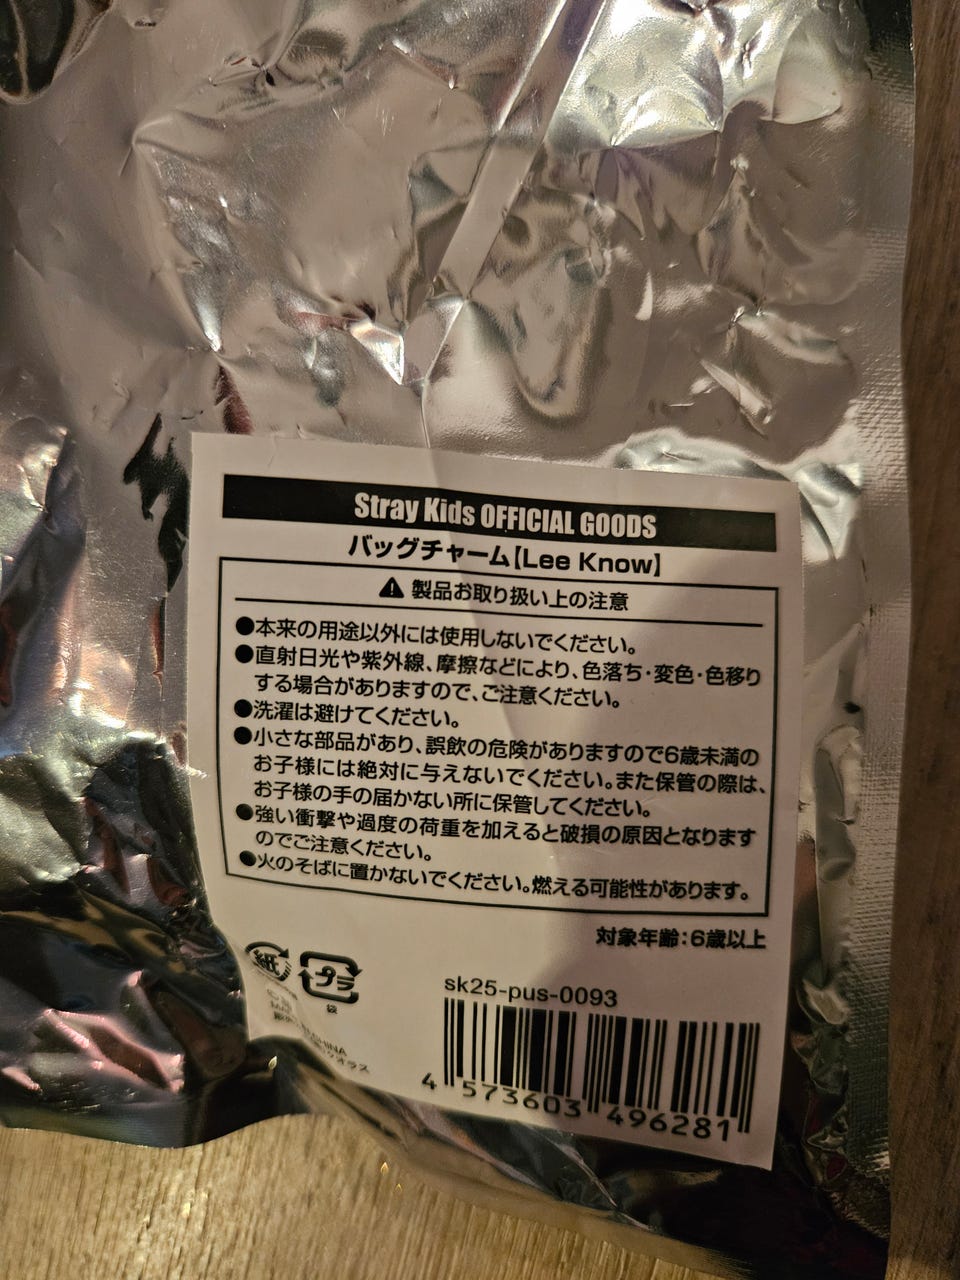 Stray Kids OFFICIAL GOODS
バッグチャーム【Lee Know】
製品お取り扱い上の注意
●本来の用途以外には使用しないでください。
●直射日光や紫外線、摩擦などにより、色落ち・変色・色移り
する場合がありますので、ご注意ください。
●洗濯は避けてください。
●小さな部品があり、誤飲の危険がありますので6歳未満の
お子様には絶対に与えないでください。また保管の際は、
お子様の手の届かない所に保管してください。
●強い衝撃や過度の荷重を加えると破損の原因となります
のでご注意ください。
●火のそばに置かないでください。燃える可能性があります。
対象年齢:6歳以上
紙 プラ
袋
sk25-pus-0093
CHINA
4 573603 496281